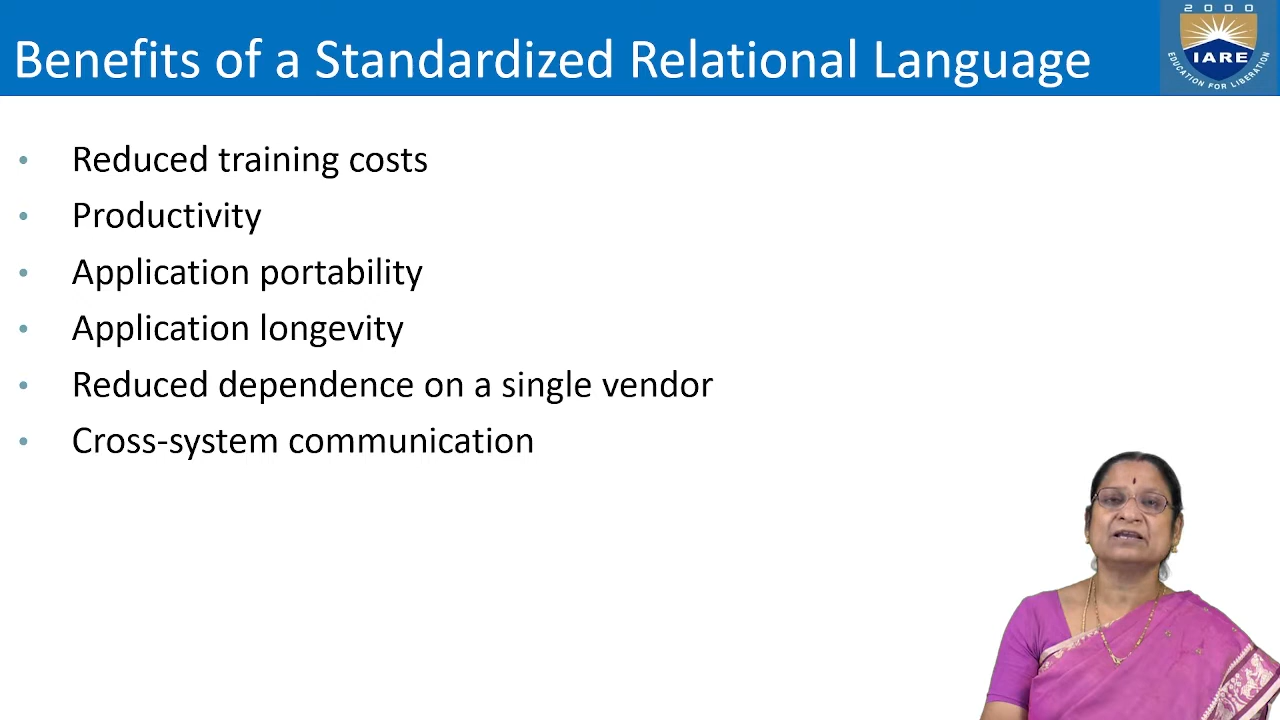 Benefits of a Standardized Relational Language
2000
IARE
EDUCATION FOR LIBERATION
• Reduced training costs
• Productivity
• Application portability
• Application longevity
• Reduced dependence on a single vendor
• Cross-system communication